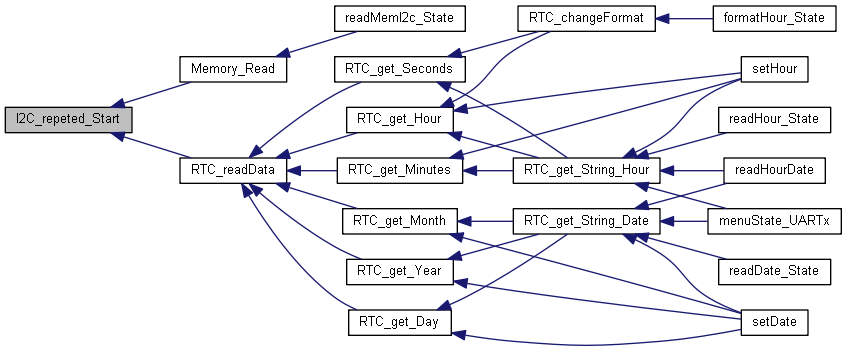 readMemI2c_State
RTC_changeFormat
formatHour_State
Memory_Read
RTC_get_Seconds
setHour
I2C_repeted_Start
RTC_get_Hour
readHour_State
RTC_readData
RTC_get_Minutes
RTC_get_String_Hour
readHourDate
RTC_get_Month
RTC_get_String_Date
menuState_UARTx
RTC_get_Year
readDate_State
RTC_get_Day
setDate